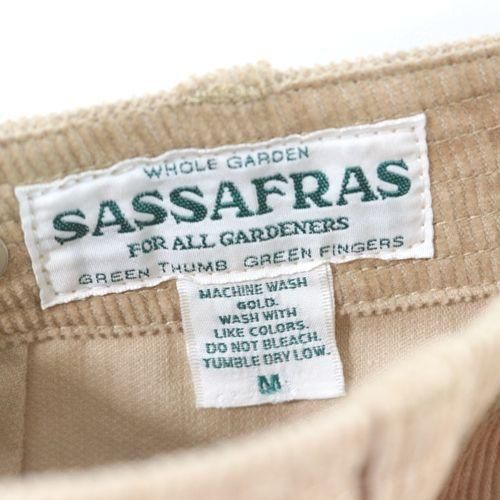 WHOLE GARDEN
SASSAFRAS
FOR ALL GARDENERS
GREEN THUMB GREEN FINGERS
MACHINE WASH
GOLD.
WASH WITH
LIKE COLORS.
DO NOT BLEACH.
TUMBLE DRY LOW.
M